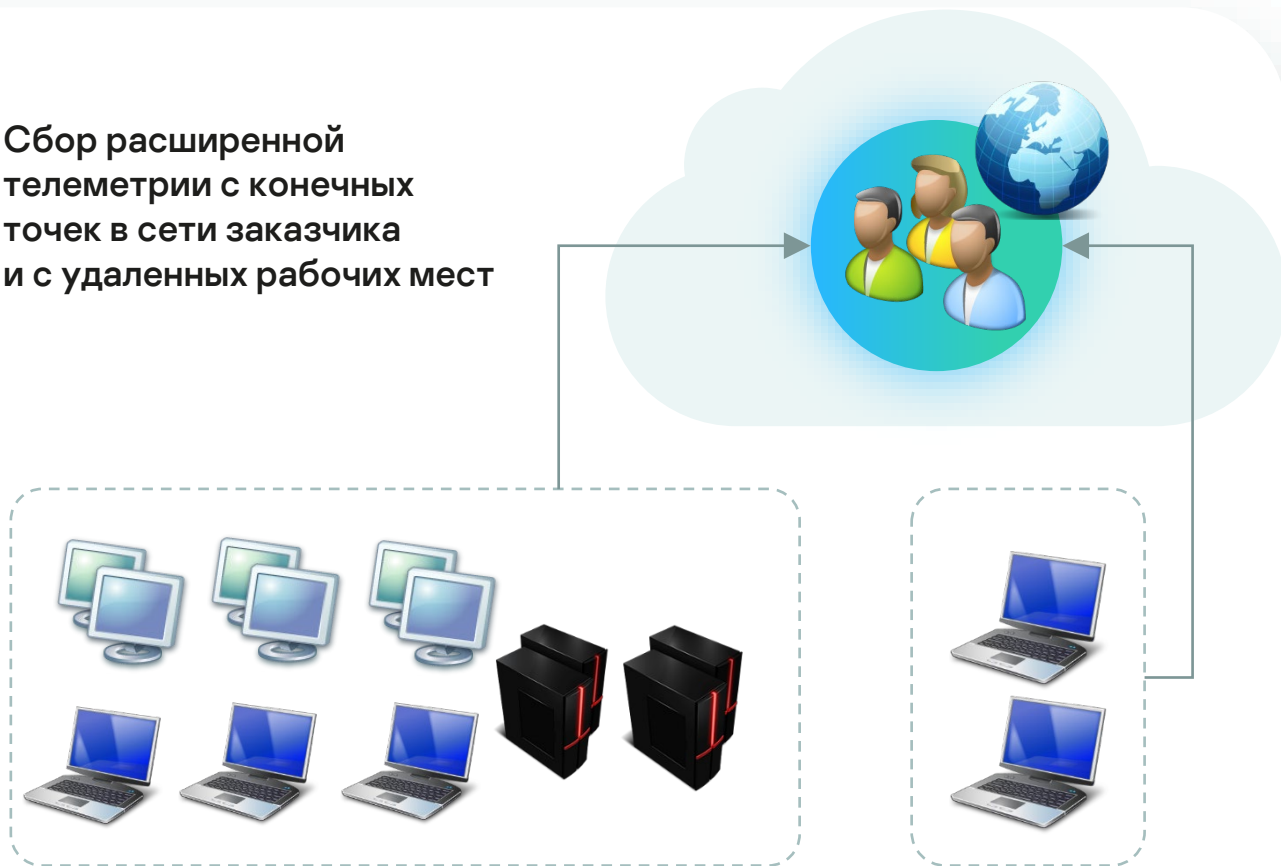 Сбор расширенной
телеметрии с конечных
точек в сети заказчика
и с удаленных рабочих мест